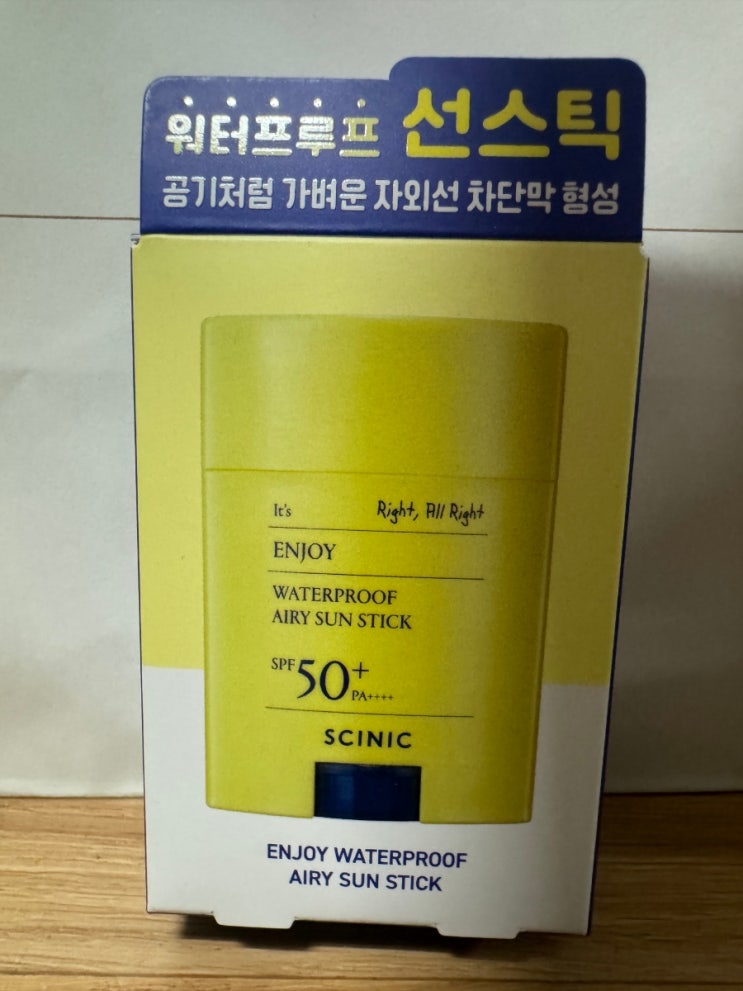 워터프루프 선스틱
공기처럼 가벼운 자외선 차단막 형성
It's Right, All Right
ENJOY
WATERPROOF
AIRY SUN STICK
SPF 50+
PA++++
SCINIC
ENJOY WATERPROOF
AIRY SUN STICK